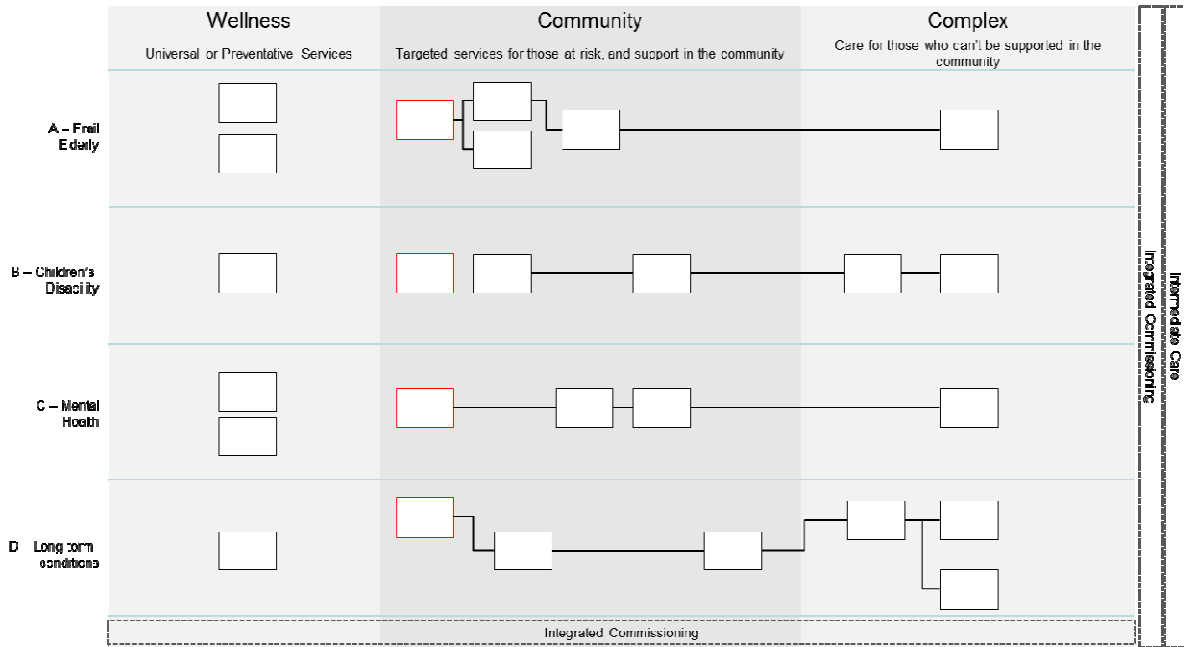 Wellness
Universal or Preventative Services
Community
Targeted services for those at risk, and support in the community
Complex
Care for those who can't be supported in the
community
A – Frail
Elderly
B – Children's
Disability
C – Mental
Health
D – Long term
conditions
Integrated Commissioning
Integrated Commissioning
Intermediate Care